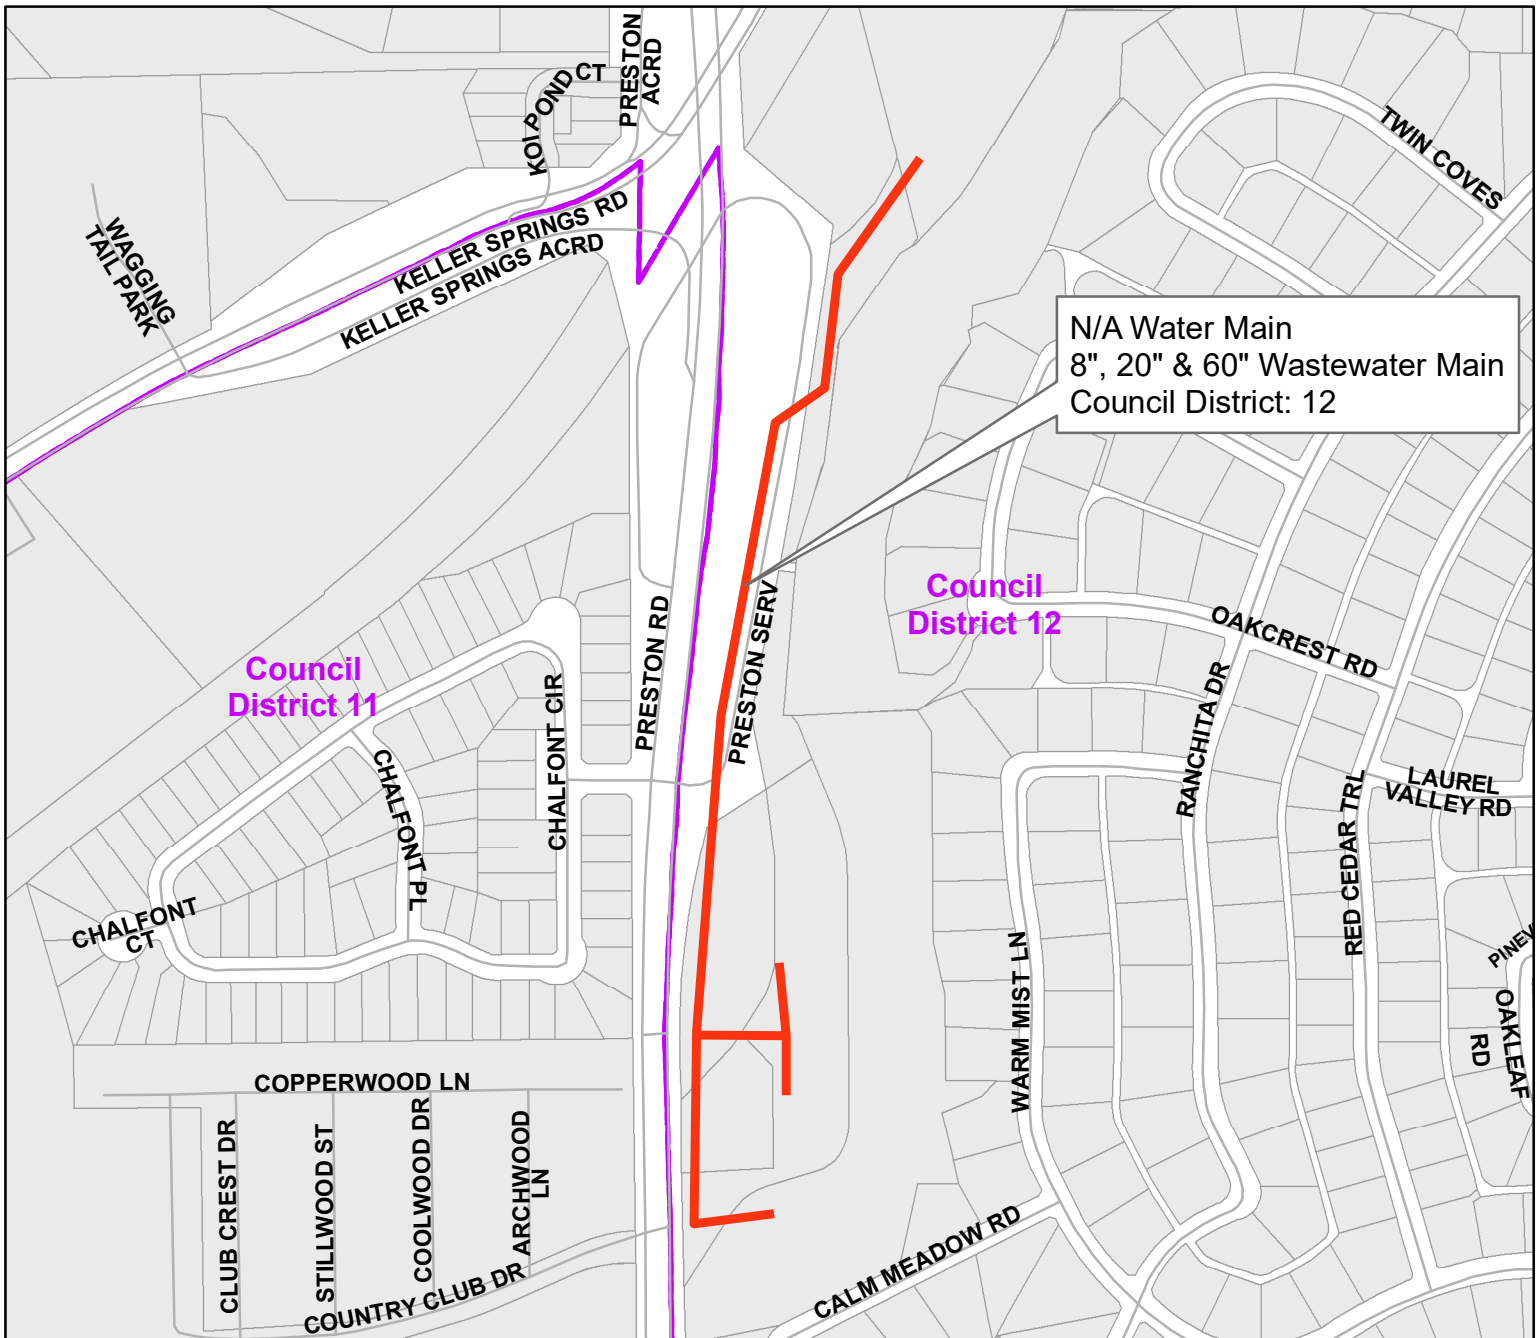 PRESTON
ACRD
KOI POND CT
TWIN COVES
WAGGING
TAIL PARK
KELLER SPRINGS RD
KELLER SPRINGS ACRD
N/A Water Main
8", 20" & 60" Wastewater Main
Council District: 12
Council
District 12
OAKCREST RD
PRESTON RD
PRESTON SERV
Council
District 11
CHALFONT CIR
RANCHITA DR
CHALFONT PL
LAUREL
VALLEY RD
RED CEDAR TRL
CHALFONT
CT
WARM MIST LN
PINEV
OAKLEAF
RD
COPPERWOOD LN
CLUB CREST DR
STILLWOOD ST
COOLWOOD DR
ARCHWOOD
LN
COUNTRY CLUB DR
CALM MEADOW RD